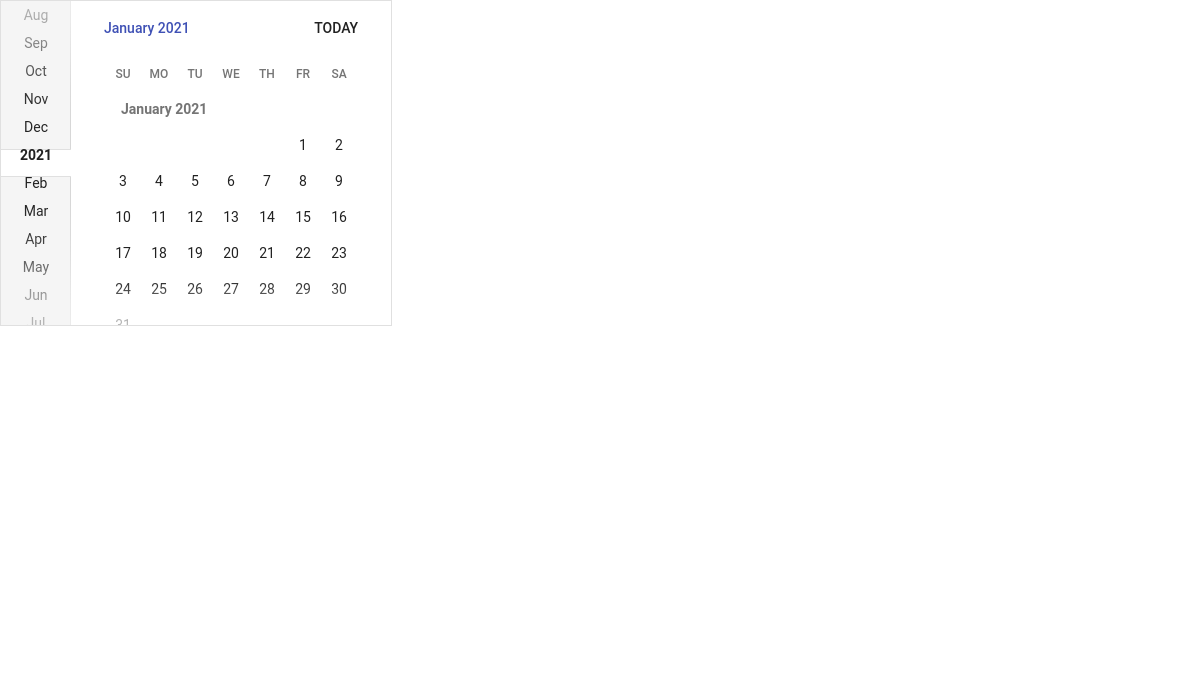 Aug
Sep
Oct
Nov
Dec
2021
Feb
Mar
Apr
May
Jun
Jul
January 2021 TODAY
SU MO TU WE TH FR SA
January 2021
1 2
3 4 5 6 7 8 9
10 11 12 13 14 15 16
17 18 19 20 21 22 23
24 25 26 27 28 29 30
31